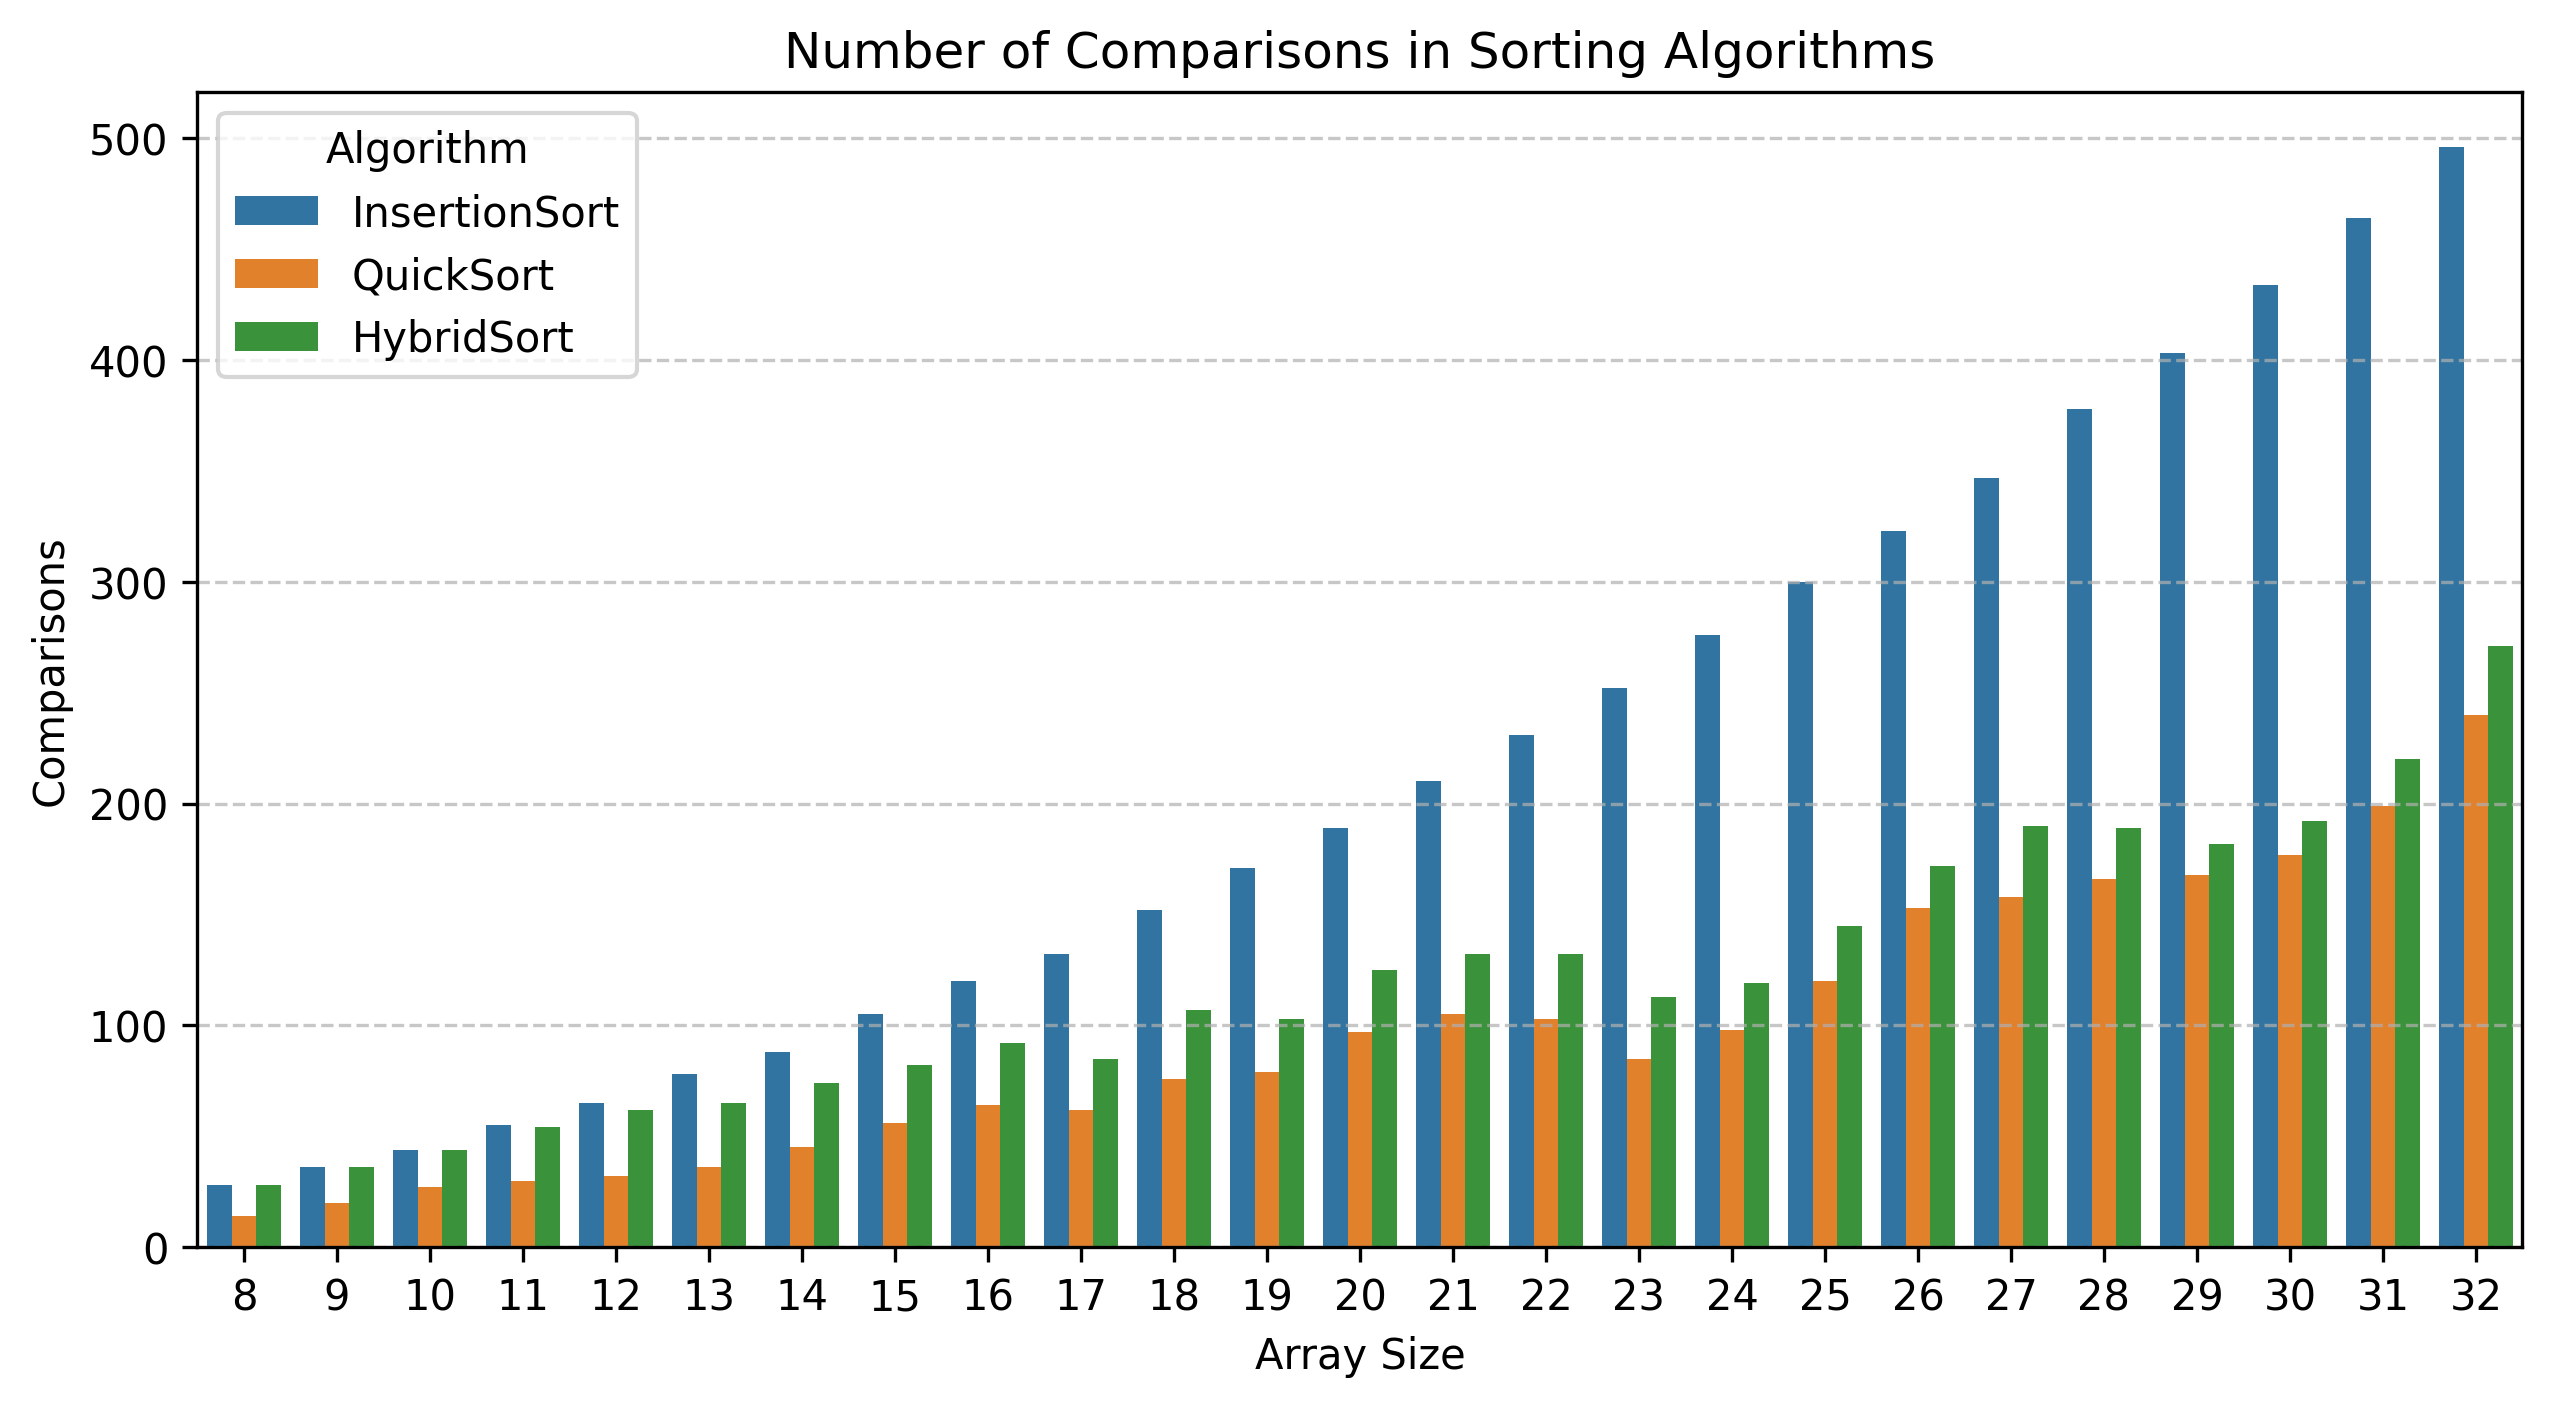 Number of Comparisons in Sorting Algorithms
Algorithm
InsertionSort
QuickSort
HybridSort
Comparisons
500
400
300
200
100
0
8 9 10 11 12 13 14 15 16 17 18 19 20 21 22 23 24 25 26 27 28 29 30 31 32
Array Size